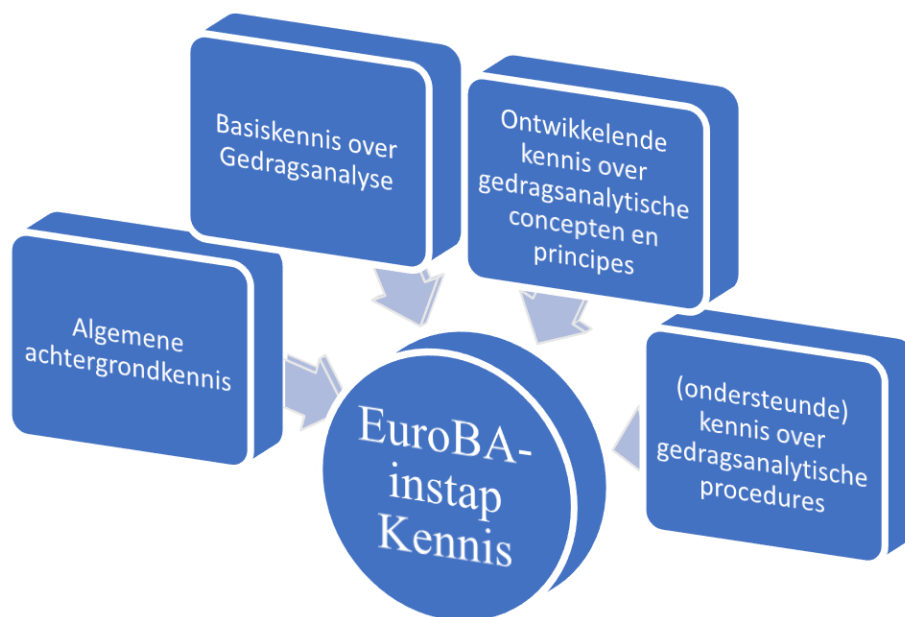 Basiskennis over
Gedragsanalyse
Ontwikkelende
kennis over
gedragsanalytische
concepten en
principes
Algemene
achtergrondkennis
(ondersteunde)
kennis over
gedragsanalytische
procedures
EuroBA-
instap
Kennis